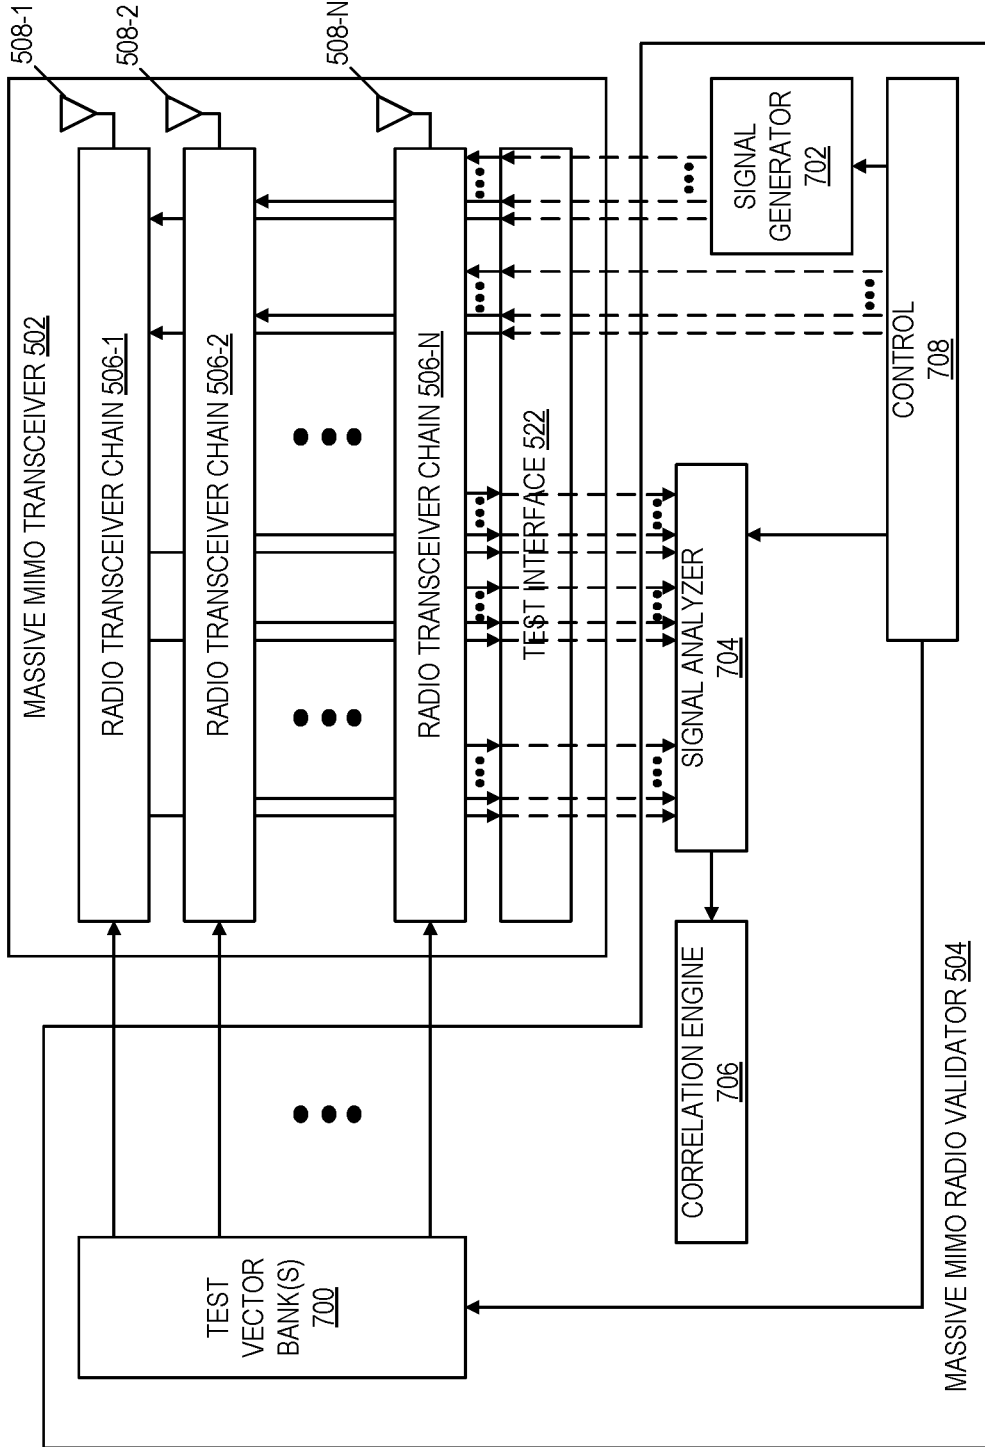 MASSIVE MIMO RADIO VALIDATOR 504
TEST
VECTOR
BANK(S)
700
MASSIVE MIMO TRANSCEIVER 502
RADIO TRANSCEIVER CHAIN 506-1
RADIO TRANSCEIVER CHAIN 506-2
RADIO TRANSCEIVER CHAIN 506-N
TEST INTERFACE 522
508-1
508-2
508-N
CORRELATION ENGINE
706
SIGNAL ANALYZER
704
SIGNAL
GENERATOR
702
CONTROL
708